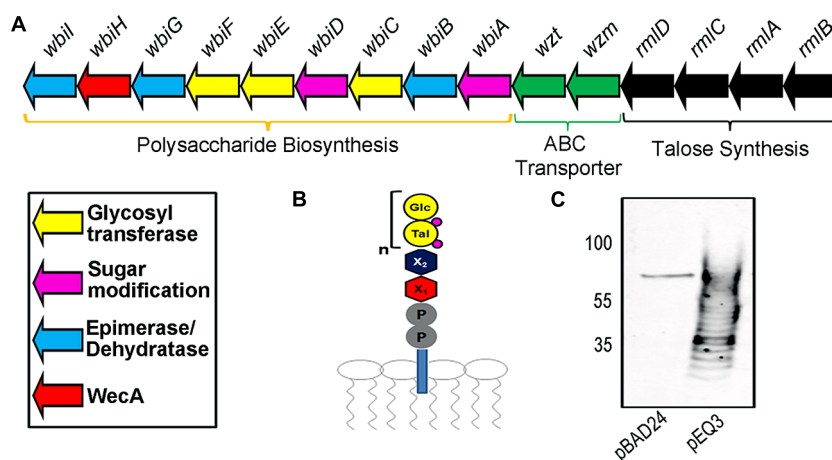 A
wbiI wbiH wbiG wbiF wbiE wbiD wbiC wbiB wbiA wzt wzm rmlD rmlC rmlA rmlB
Polysaccharide Biosynthesis
ABC
Transporter
Talose Synthesis
Glycosyl
transferase
Sugar
modification
Epimerase/
Dehydratase
WecA
B
Glc
Tal
n
X₂
X₁
P
P
C
100
55
35
pBAD24
pEQ3